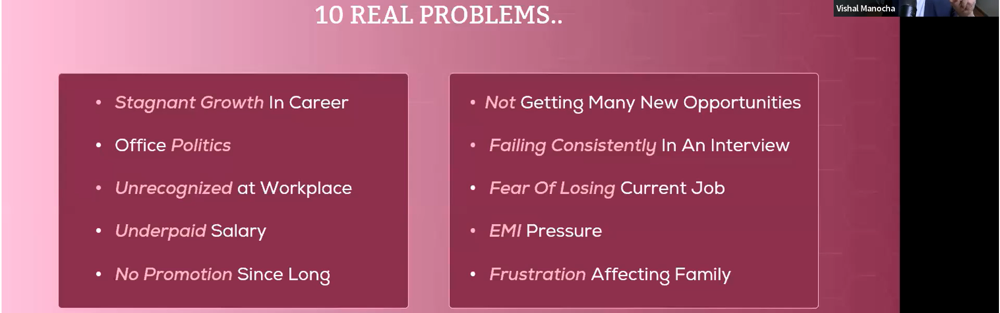 10 REAL PROBLEMS..
Vishal Manocha
• Stagnant Growth In Career
• Office Politics
• Unrecognized at Workplace
• Underpaid Salary
• No Promotion Since Long
• Not Getting Many New Opportunities
• Failing Consistently In An Interview
• Fear Of Losing Current Job
• EMI Pressure
• Frustration Affecting Family